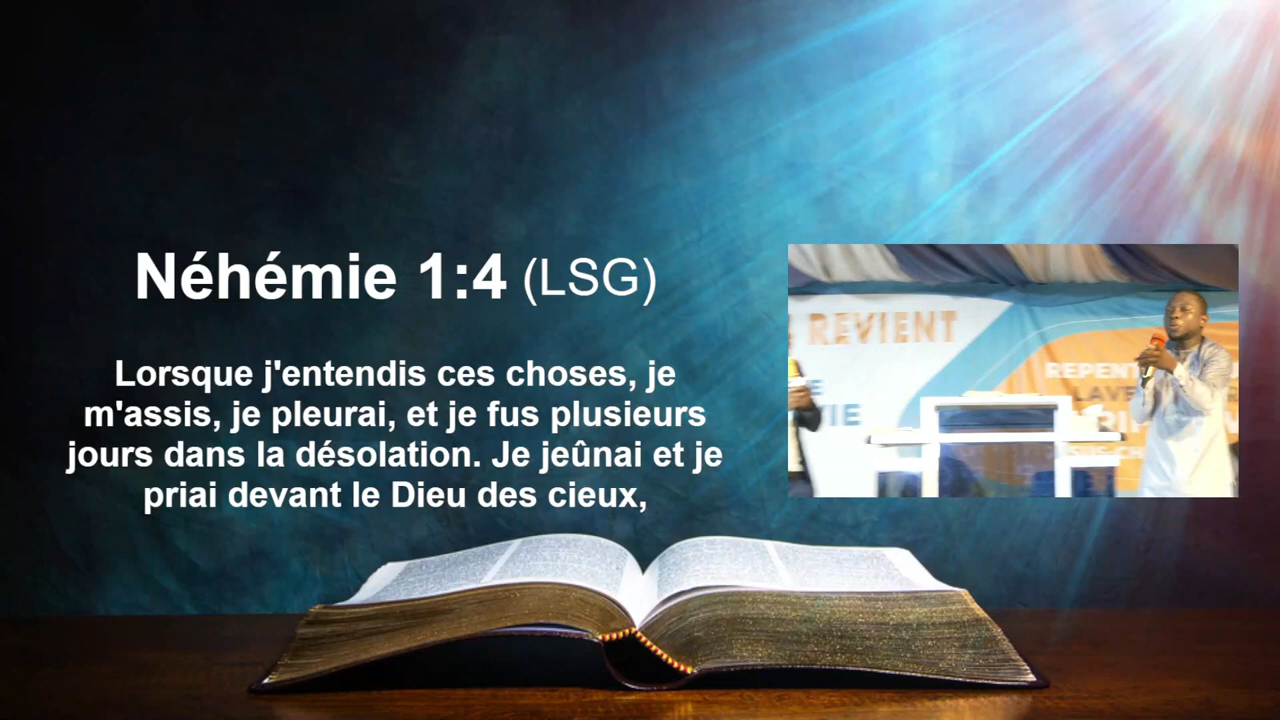 Néhémie 1:4 (LSG)
Lorsque j'entendis ces choses, je
m'assis, je pleurai, et je fus plusieurs
jours dans la désolation. Je jeûnai et je
priai devant le Dieu des cieux,
REVIENT